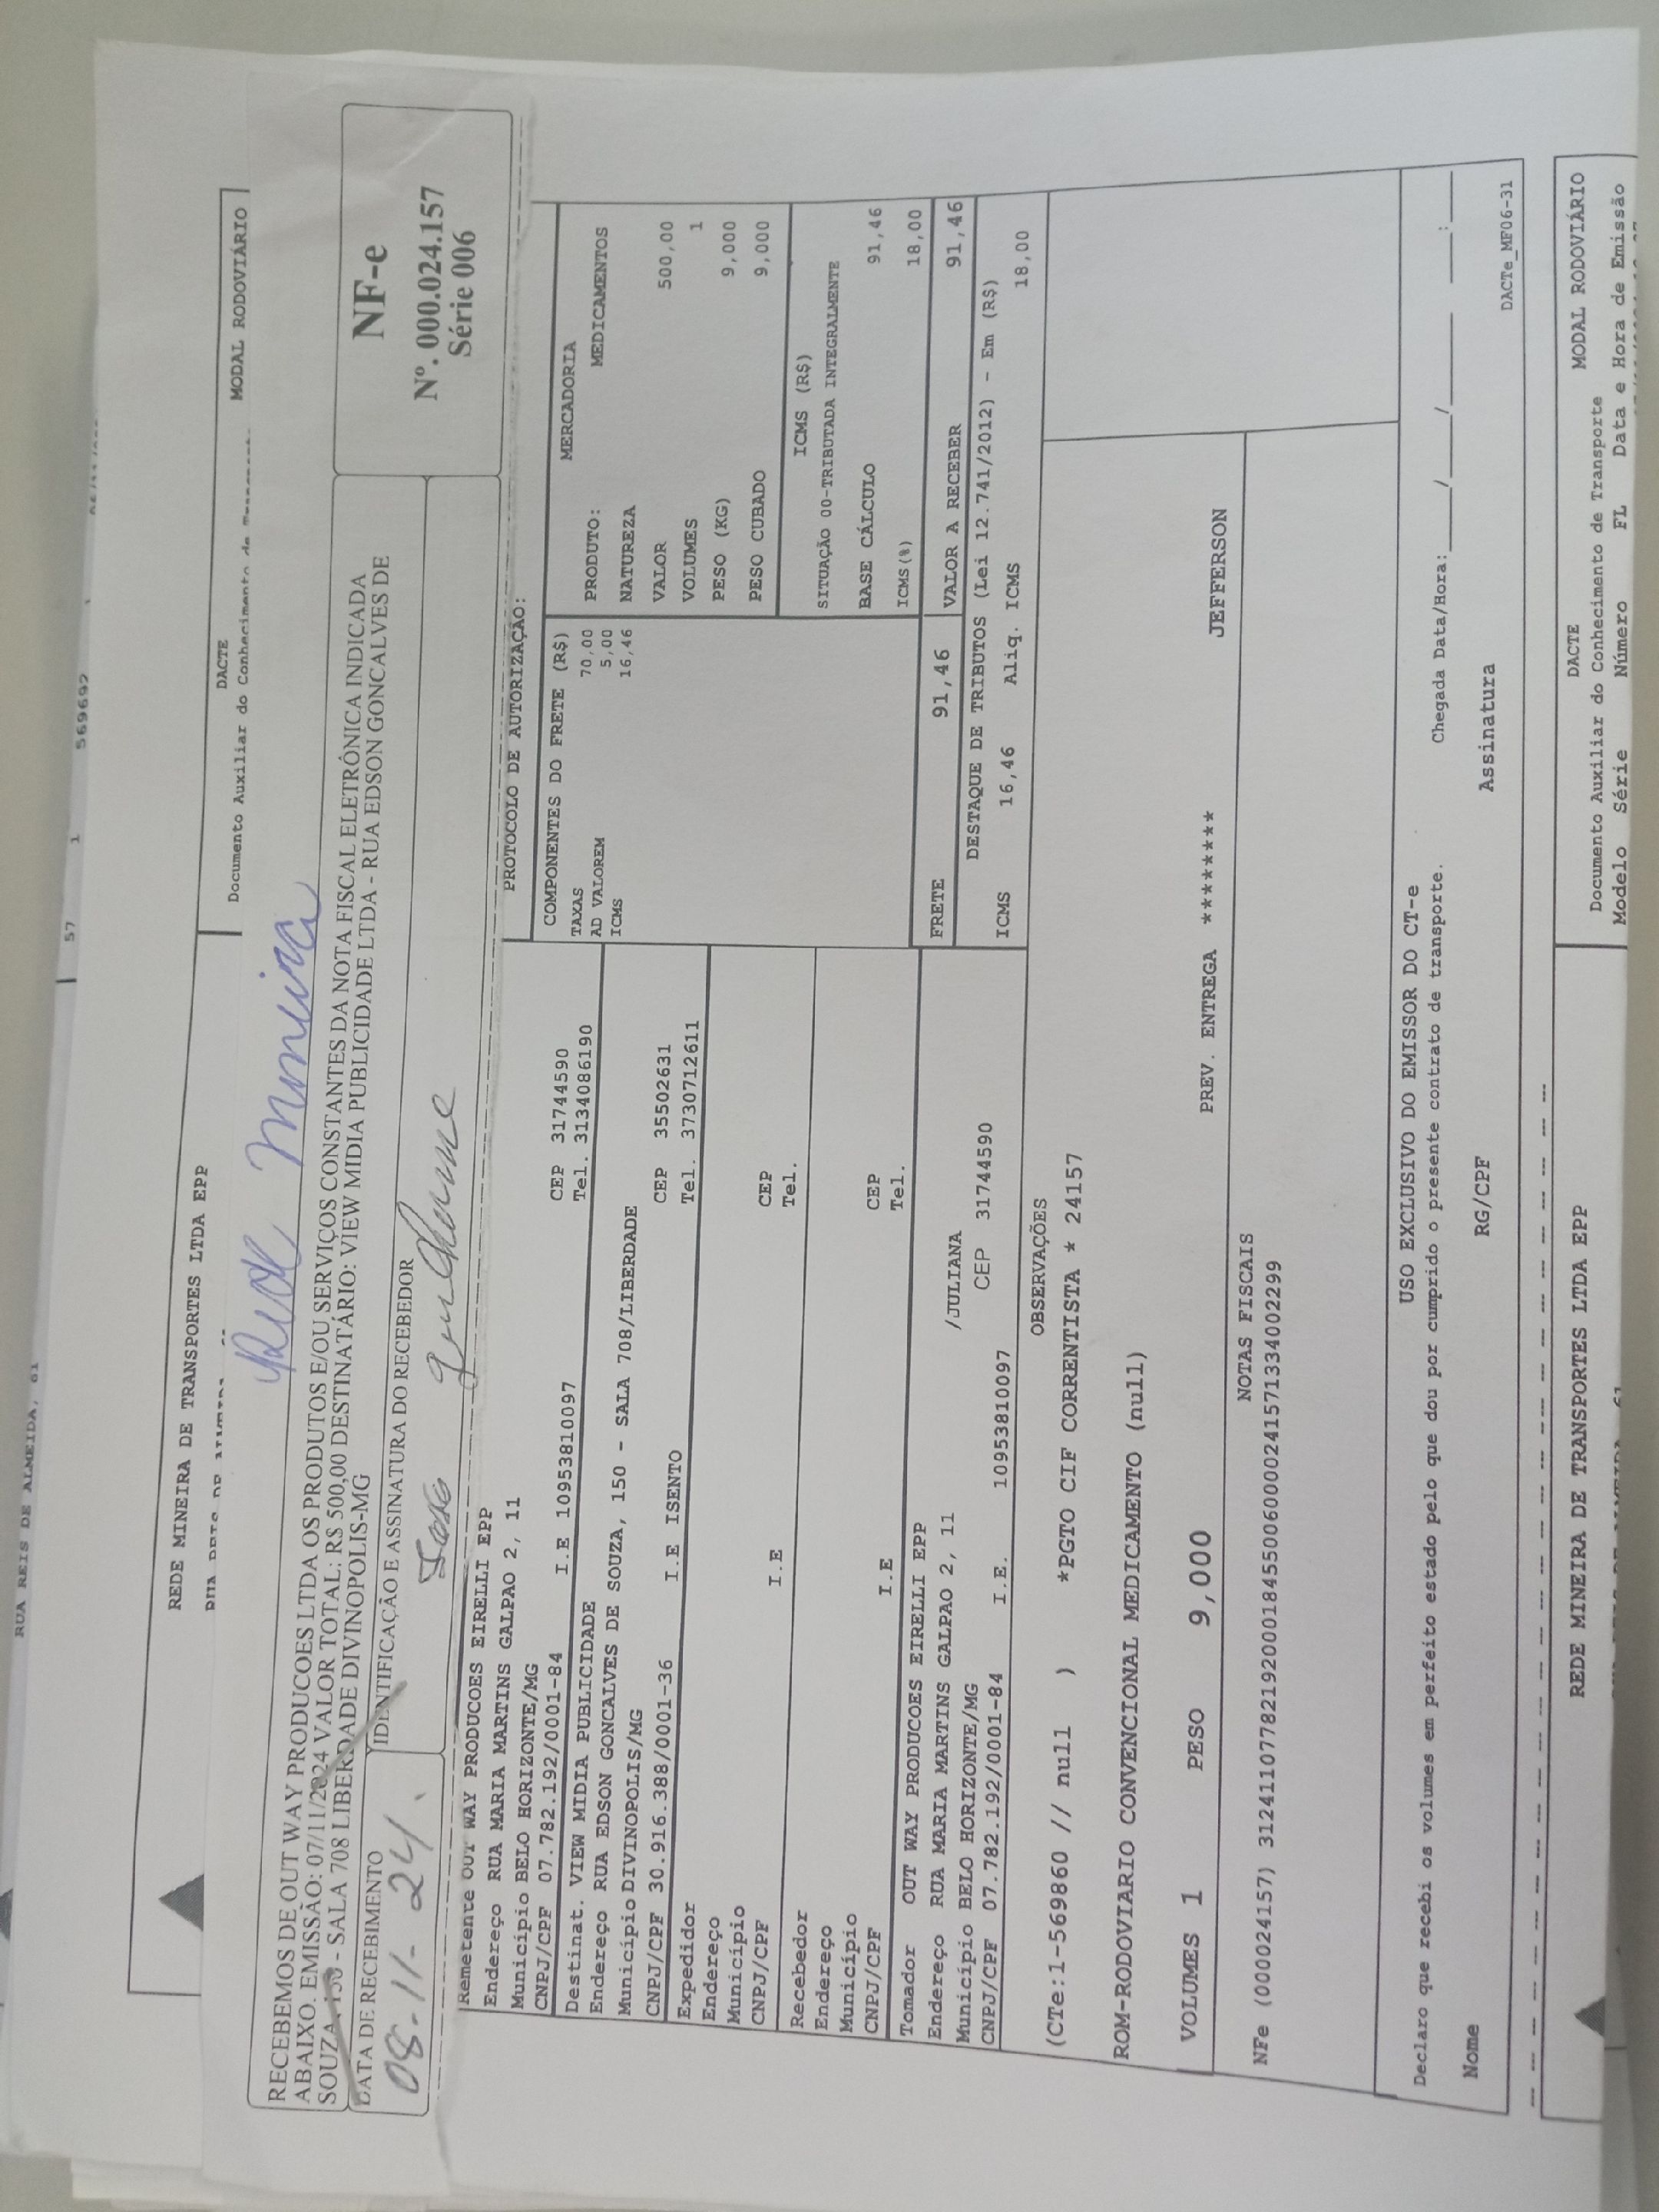 RUA REIS DE ALMEIDA, 61
57 1 569692
REDE MINEIRA DE TRANSPORTES LTDA EPP
DACTE
Documento Auxiliar do Conhecimento de
MODAL RODOVIÁRIO
RECEBEMOS DE OUT WAY PRODUCOES LTDA OS PRODUTOS E/OU SERVIÇOS CONSTANTES DA NOTA FISCAL ELETRÔNICA INDICADA
ABAIXO. EMISSÃO: 07/11/2024 VALOR TOTAL: R$ 500,00 DESTINATÁRIO: VIEW MIDIA PUBLICIDADE LTDA - RUA EDSON GONCALVES DE
SOUZA, 150 - SALA 708 LIBERDADE DIVINOPOLIS-MG
DATA DE RECEBIMENTO
08-11-24.
IDENTIFICAÇÃO E ASSINATURA DO RECEBEDOR
NF-e
Nº. 000.024.157
Série 006
PROTOCOLO DE AUTORIZAÇÃO:
Remetente OUT WAY PRODUCOES EIRELLI EPP
Endereço RUA MARIA MARTINS GALPAO 2, 11
Município BELO HORIZONTE/MG CEP 31744590
CNPJ/CPF 07.782.192/0001-84 I.E 1095381​0097 Tel. 3134086190
Destinat. VIEW MIDIA PUBLICIDADE
Endereço RUA EDSON GONCALVES DE SOUZA, 150 - SALA 708/LIBERDADE
Município DIVINOPOLIS/MG CEP 35502631
CNPJ/CPF 30.916.388/0001-36 I.E ISENTO Tel. 3730712611
Expedidor
Endereço
Município CEP
CNPJ/CPF I.E Tel.
Recebedor
Endereço
Município CEP
CNPJ/CPF I.E Tel.
Tomador OUT WAY PRODUCOES EIRELLI EPP
Endereço RUA MARIA MARTINS GALPAO 2, 11 /JULIANA
Município BELO HORIZONTE/MG CEP 31744590
CNPJ/CPF 07.782.192/0001-84 I.E. 10953810097
COMPONENTES DO FRETE (R$)
TAXAS 70,00
AD VALOREM 5,00
ICMS 16,46
MERCADORIA
PRODUTO:
NATUREZA MEDICAMENTOS
VALOR 500,00
VOLUMES 1
PESO (KG) 9,000
PESO CUBADO 9,000
ICMS (R$)
SITUAÇÃO 00-TRIBUTADA INTEGRALMENTE
BASE CÁLCULO 91,46
ICMS(%) 18,00
FRETE 91,46 VALOR A RECEBER 91,46
DESTAQUE DE TRIBUTOS (Lei 12.741/2012) - Em (R$)
ICMS 16,46 Aliq. ICMS 18,00
OBSERVAÇÕES
(CTe:1-569860 // null ) *PGTO CIF CORRENTISTA * 24157
ROM-RODOVIARIO CONVENCIONAL MEDICAMENTO (null)
VOLUMES 1 PESO 9,000 PREV. ENTREGA ******** JEFFERSON
NOTAS FISCAIS
NFe (000024157) 31241107782192000184550060000241571334002299
USO EXCLUSIVO DO EMISSOR DO CT-e
Declaro que recebi os volumes em perfeito estado pelo que dou por cumprido o presente contrato de transporte. Chegada Data/Hora: / / :
Nome RG/CPF Assinatura
DACTe_MF06-31
REDE MINEIRA DE TRANSPORTES LTDA EPP
DACTE
Documento Auxiliar do Conhecimento de Transporte
MODAL RODOVIÁRIO
Modelo Série Número FL Data e Hora de Emissão